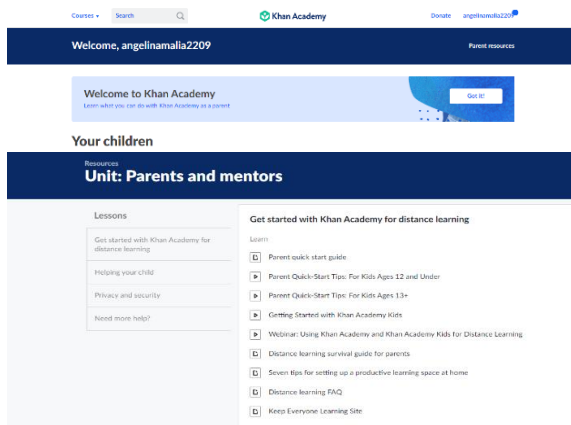 Courses
Search
Khan Academy
Donate
angelinamalia2209
Welcome, angelinamalia2209
Parent resources
Welcome to Khan Academy
Learn what you can do with Khan Academy as a parent
Got it!
Your children
Resources
Unit: Parents and mentors
Lessons
Get started with Khan Academy for
distance learning
Helping your child
Privacy and security
Need more help?
Get started with Khan Academy for distance learning
Learn
Parent quick start guide
Parent Quick-Start Tips: For Kids Ages 12 and Under
Parent Quick-Start Tips: For Kids Ages 13+
Getting Started with Khan Academy Kids
Webinar: Using Khan Academy and Khan Academy Kids for Distance Learning
Distance learning survival guide for parents
Seven tips for setting up a productive learning space at home
Distance learning FAQ
Keep Everyone Learning Site